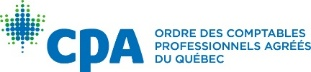 CPA
ORDRE DES COMPTABLES
PROFESSIONNELS AGRÉÉS
DU QUÉBEC